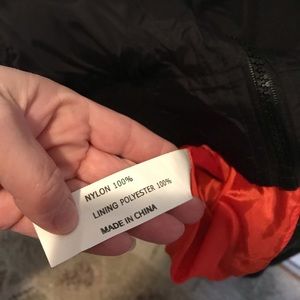 NYLON 100%
LINING POLYESTER 100%
MADE IN CHINA